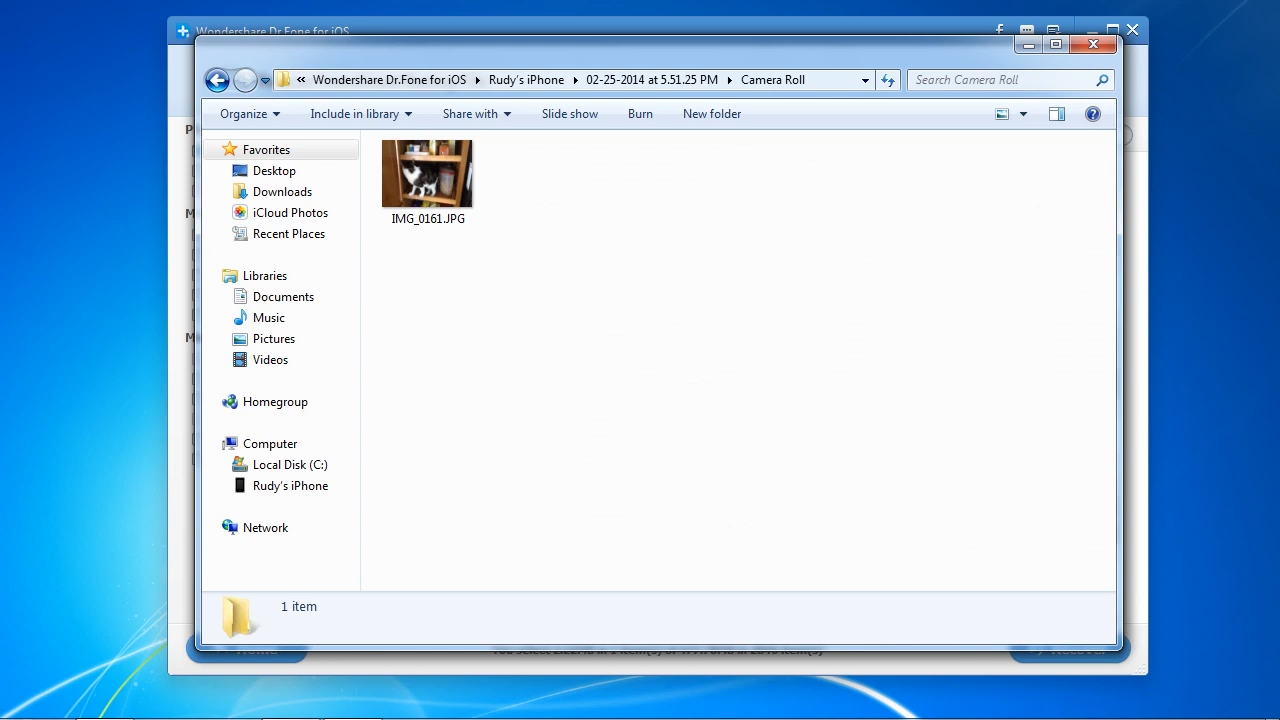 Wondershare Dr.Fone for iOS
« Wondershare Dr.Fone for iOS Rudy's iPhone 02-25-2014 at 5.51.25 PM Camera Roll
Search Camera Roll
Organize Include in library Share with Slide show Burn New folder
Favorites
Desktop
Downloads
iCloud Photos
Recent Places
Libraries
Documents
Music
Pictures
Videos
Homegroup
Computer
Local Disk (C:)
Rudy's iPhone
Network
IMG_0161.JPG
1 item